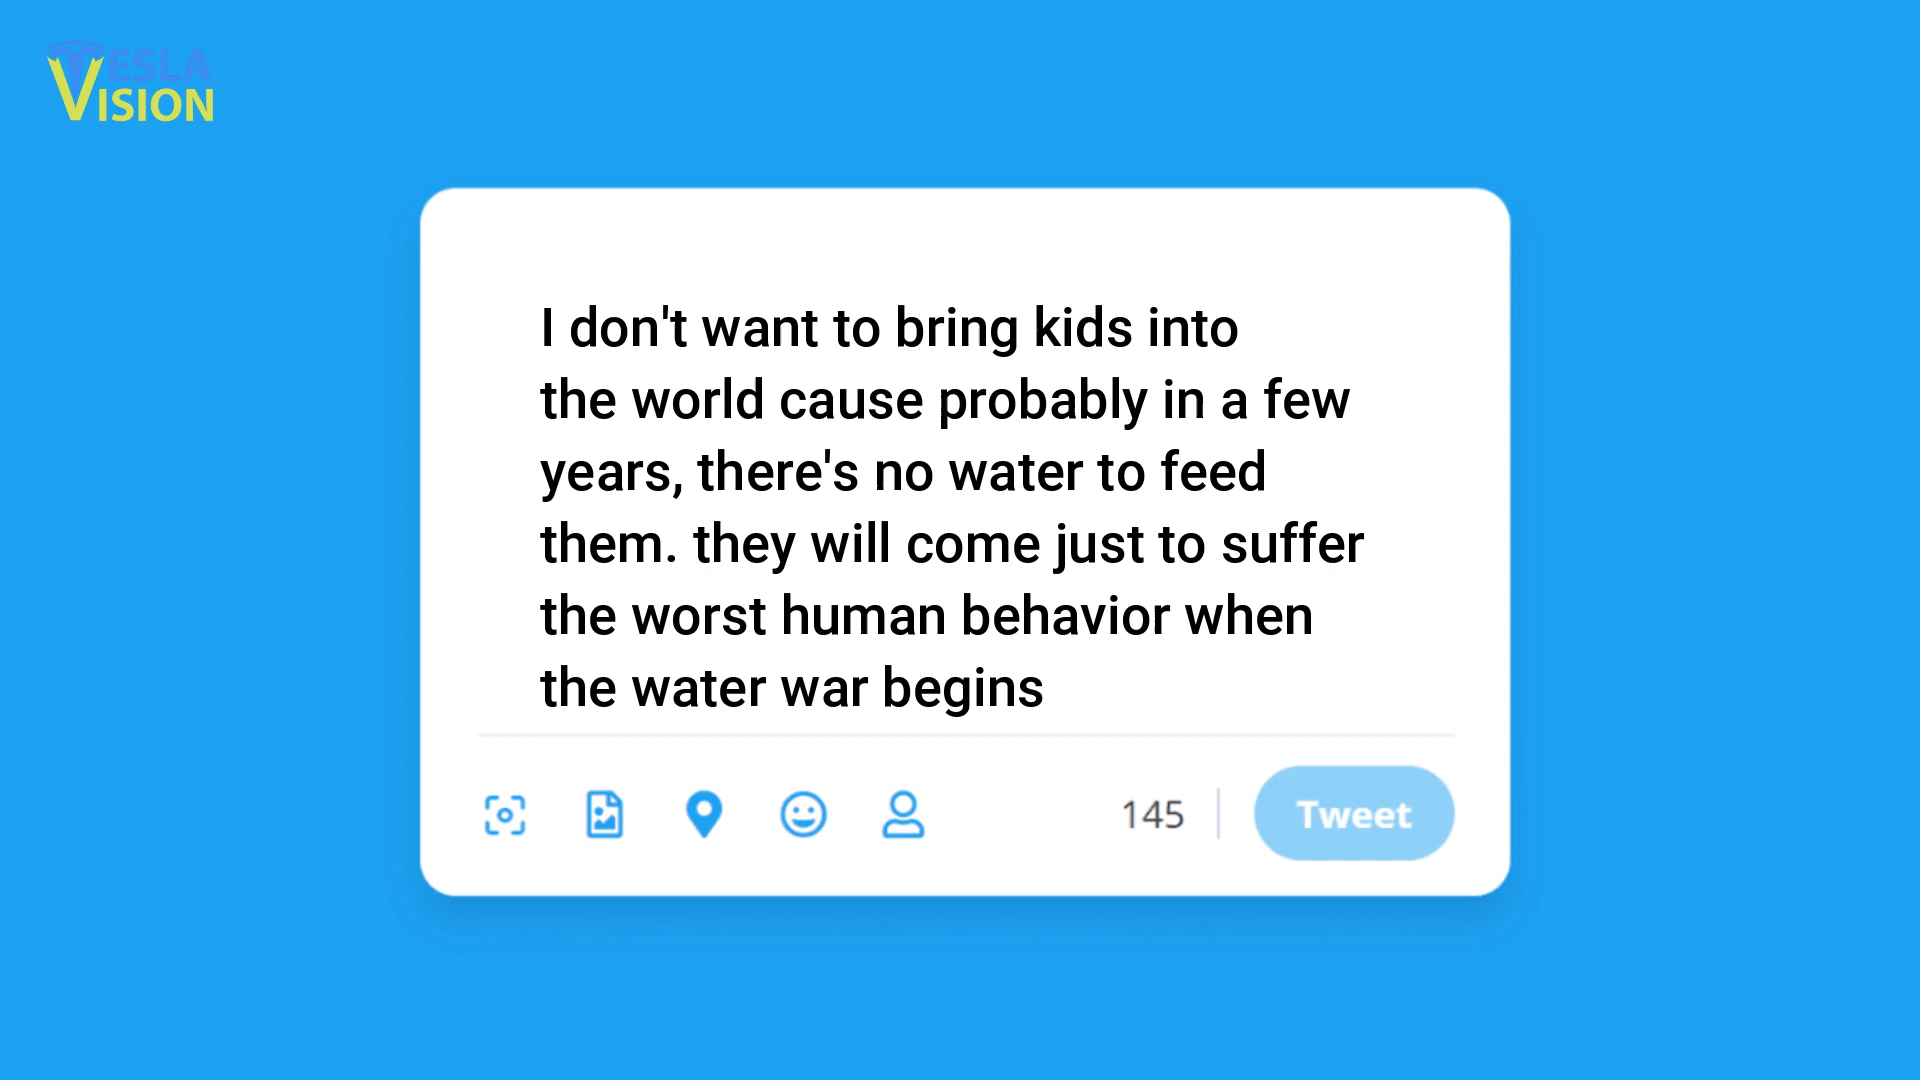 TESLA
VISION
I don't want to bring kids into
the world cause probably in a few
years, there's no water to feed
them. they will come just to suffer
the worst human behavior when
the water war begins
145
Tweet